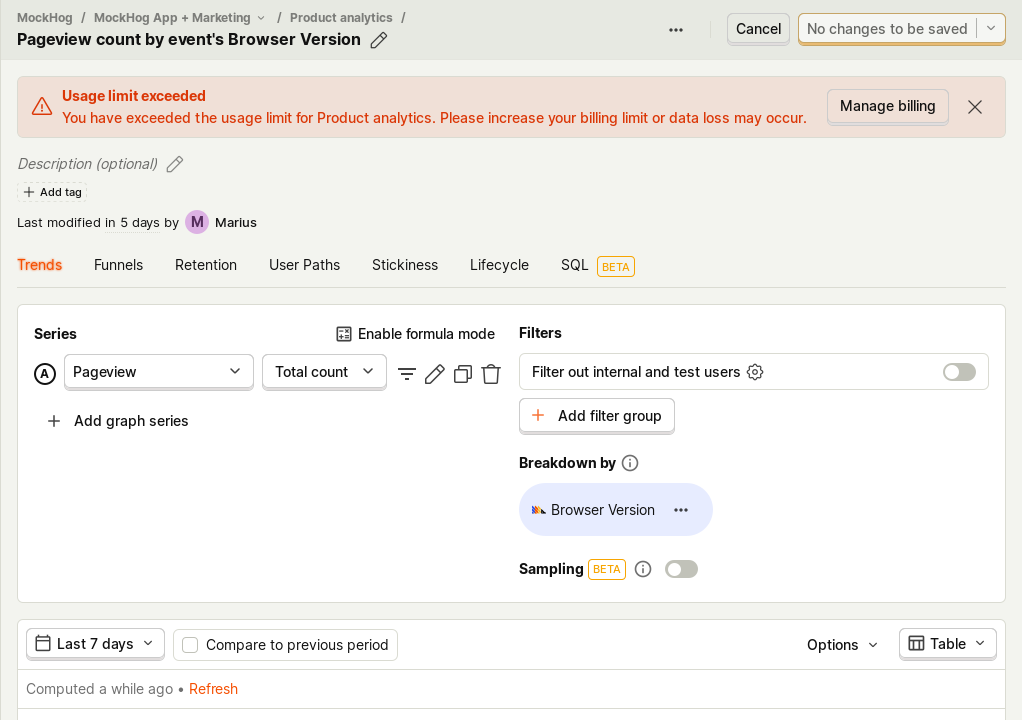 MockHog / MockHog App + Marketing / Product analytics /
Pageview count by event's Browser Version
Cancel
No changes to be saved
Usage limit exceeded
You have exceeded the usage limit for Product analytics. Please increase your billing limit or data loss may occur.
Manage billing
Description (optional)
Add tag
Last modified in 5 days by M Marius
Trends Funnels Retention User Paths Stickiness Lifecycle SQL BETA
Series
Enable formula mode
A Pageview Total count
Add graph series
Filters
Filter out internal and test users
Add filter group
Breakdown by
Browser Version
Sampling BETA
Last 7 days Compare to previous period Options Table
Computed a while ago • Refresh